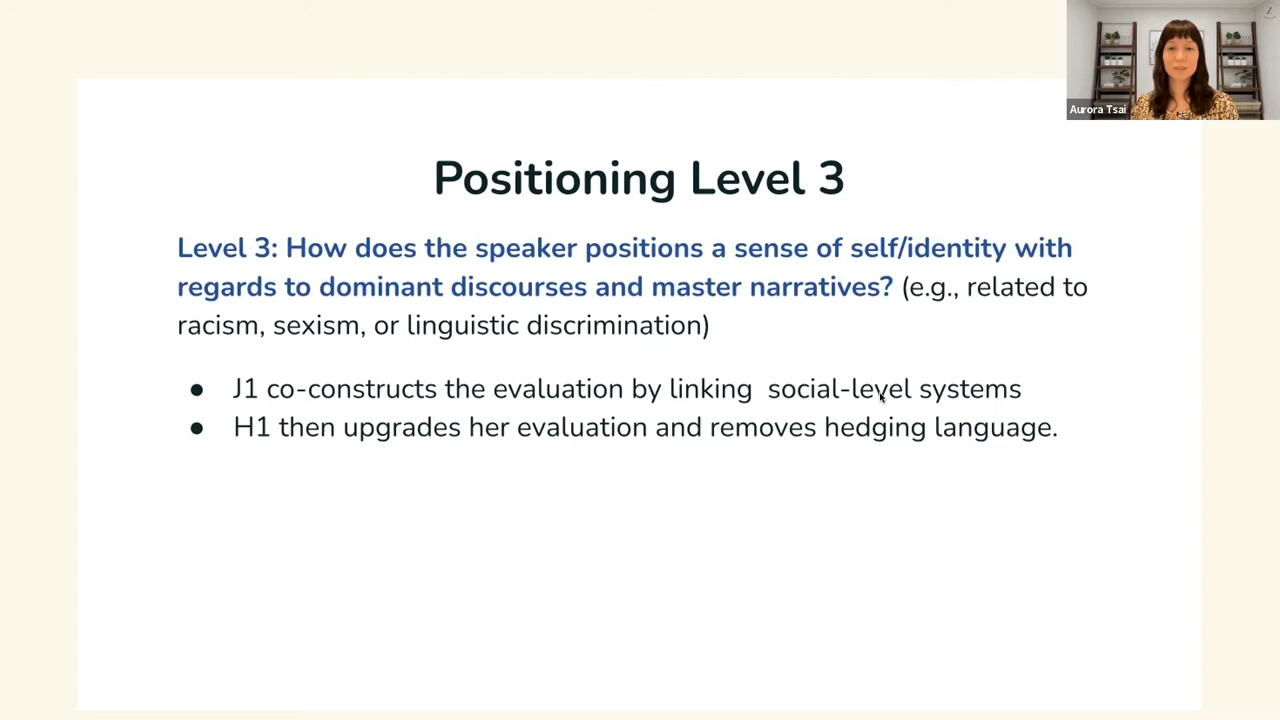 Aurora Tsai
Positioning Level 3
Level 3: How does the speaker positions a sense of self/identity with
regards to dominant discourses and master narratives? (e.g., related to
racism, sexism, or linguistic discrimination)
● J1 co-constructs the evaluation by linking social-level systems
● H1 then upgrades her evaluation and removes hedging language.